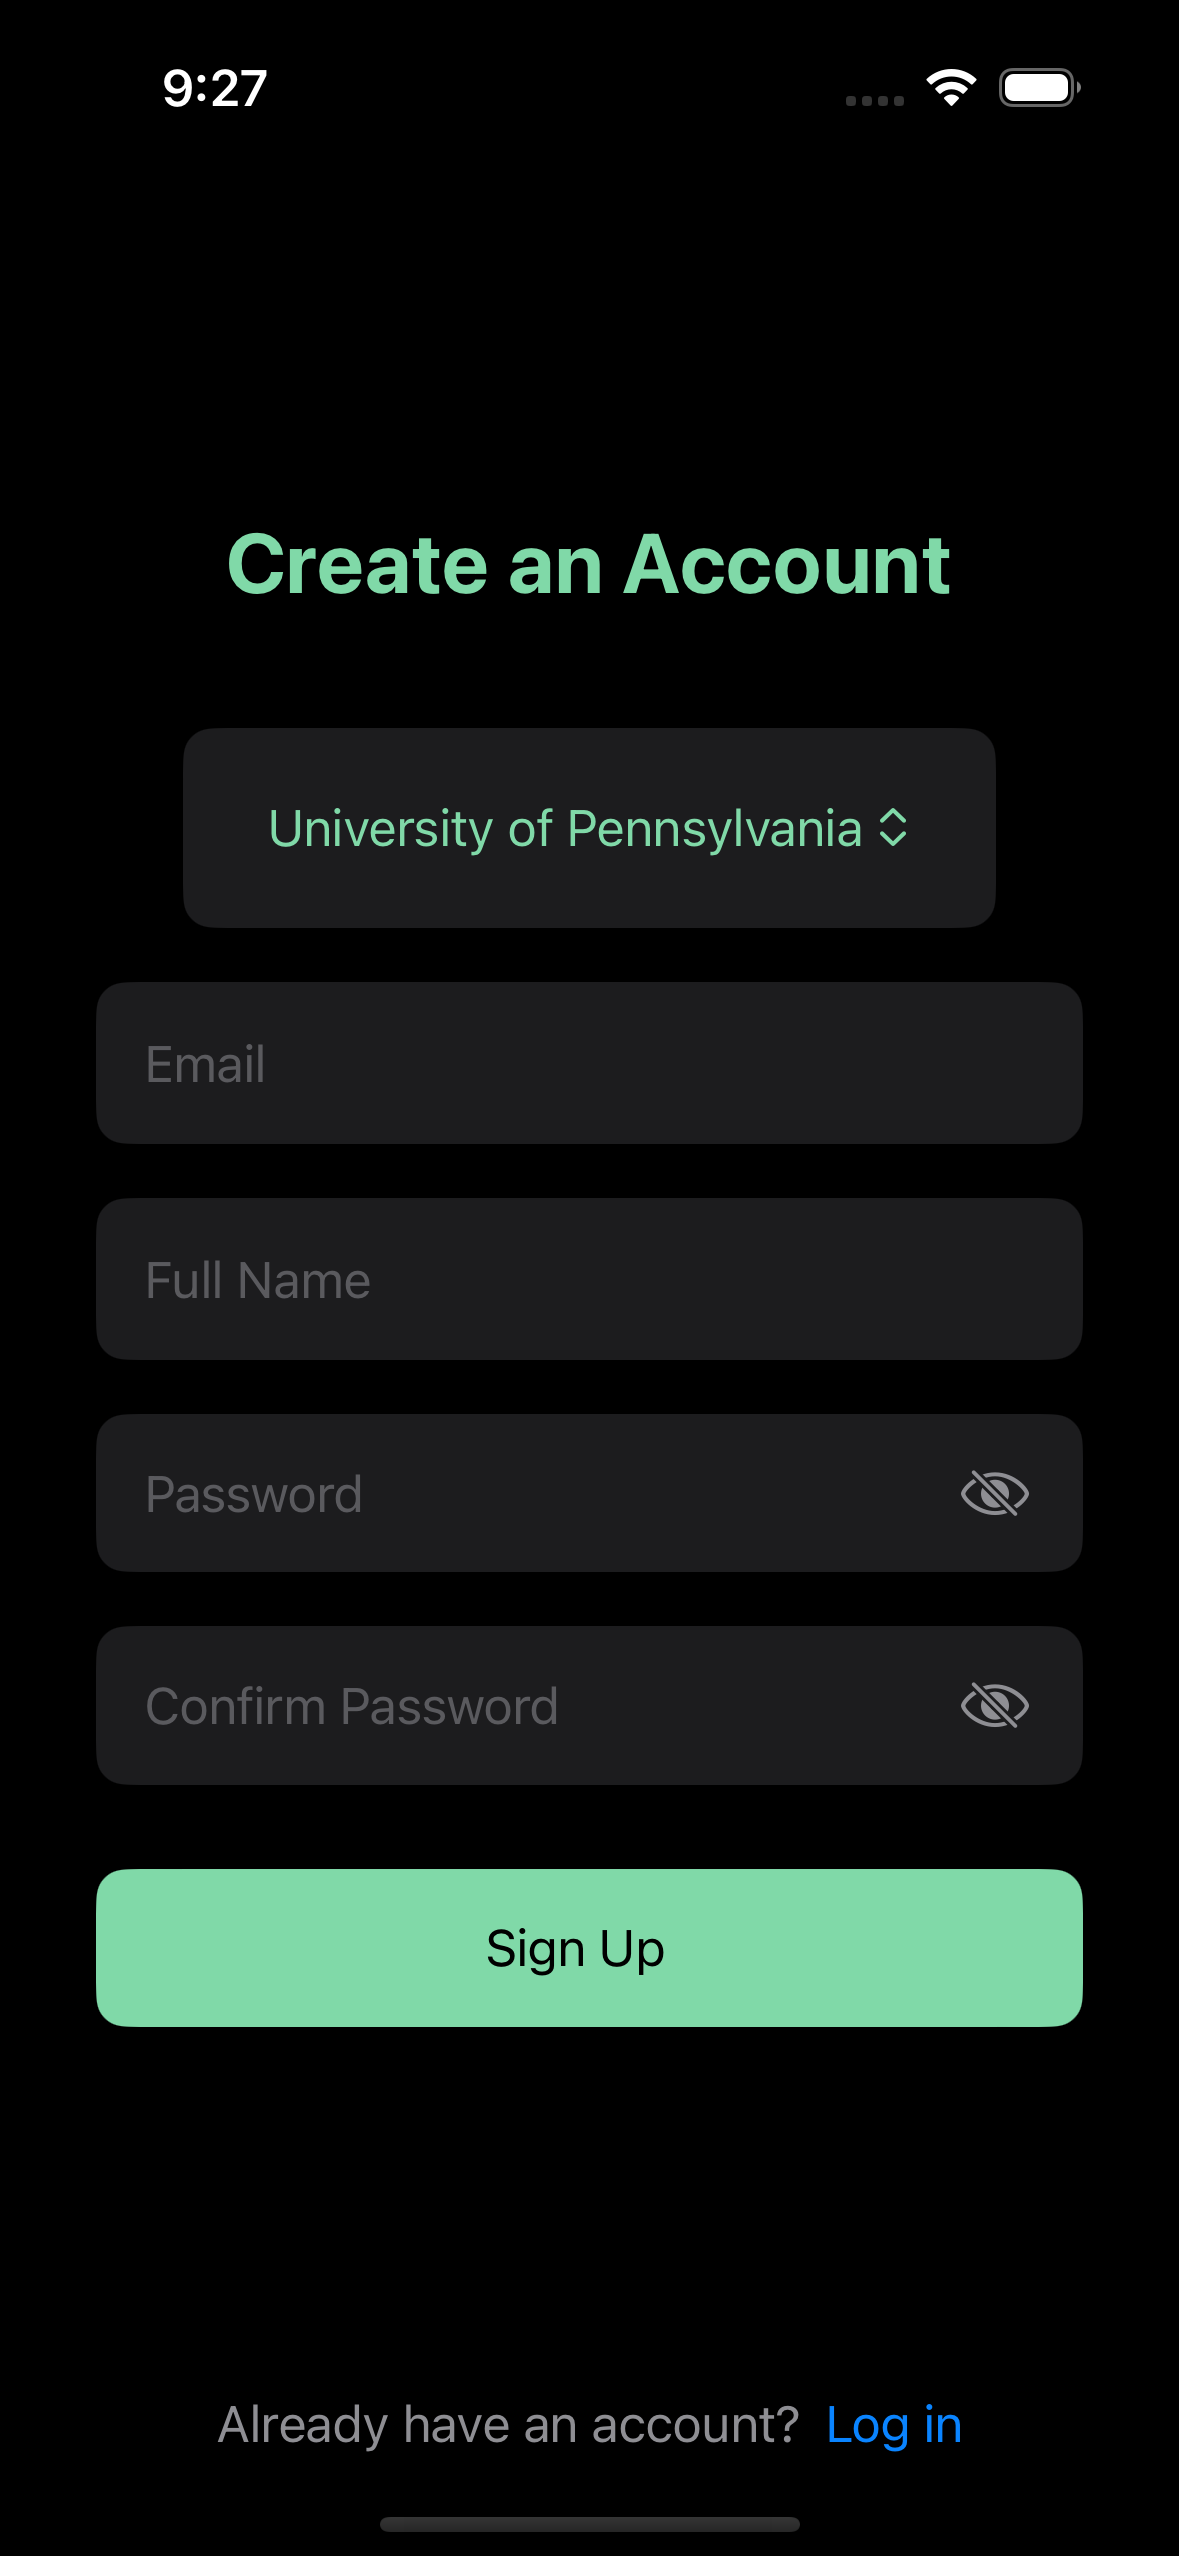 9:27
Create an Account
University of Pennsylvania
Email
Full Name
Password
Confirm Password
Sign Up
Already have an account? Log in